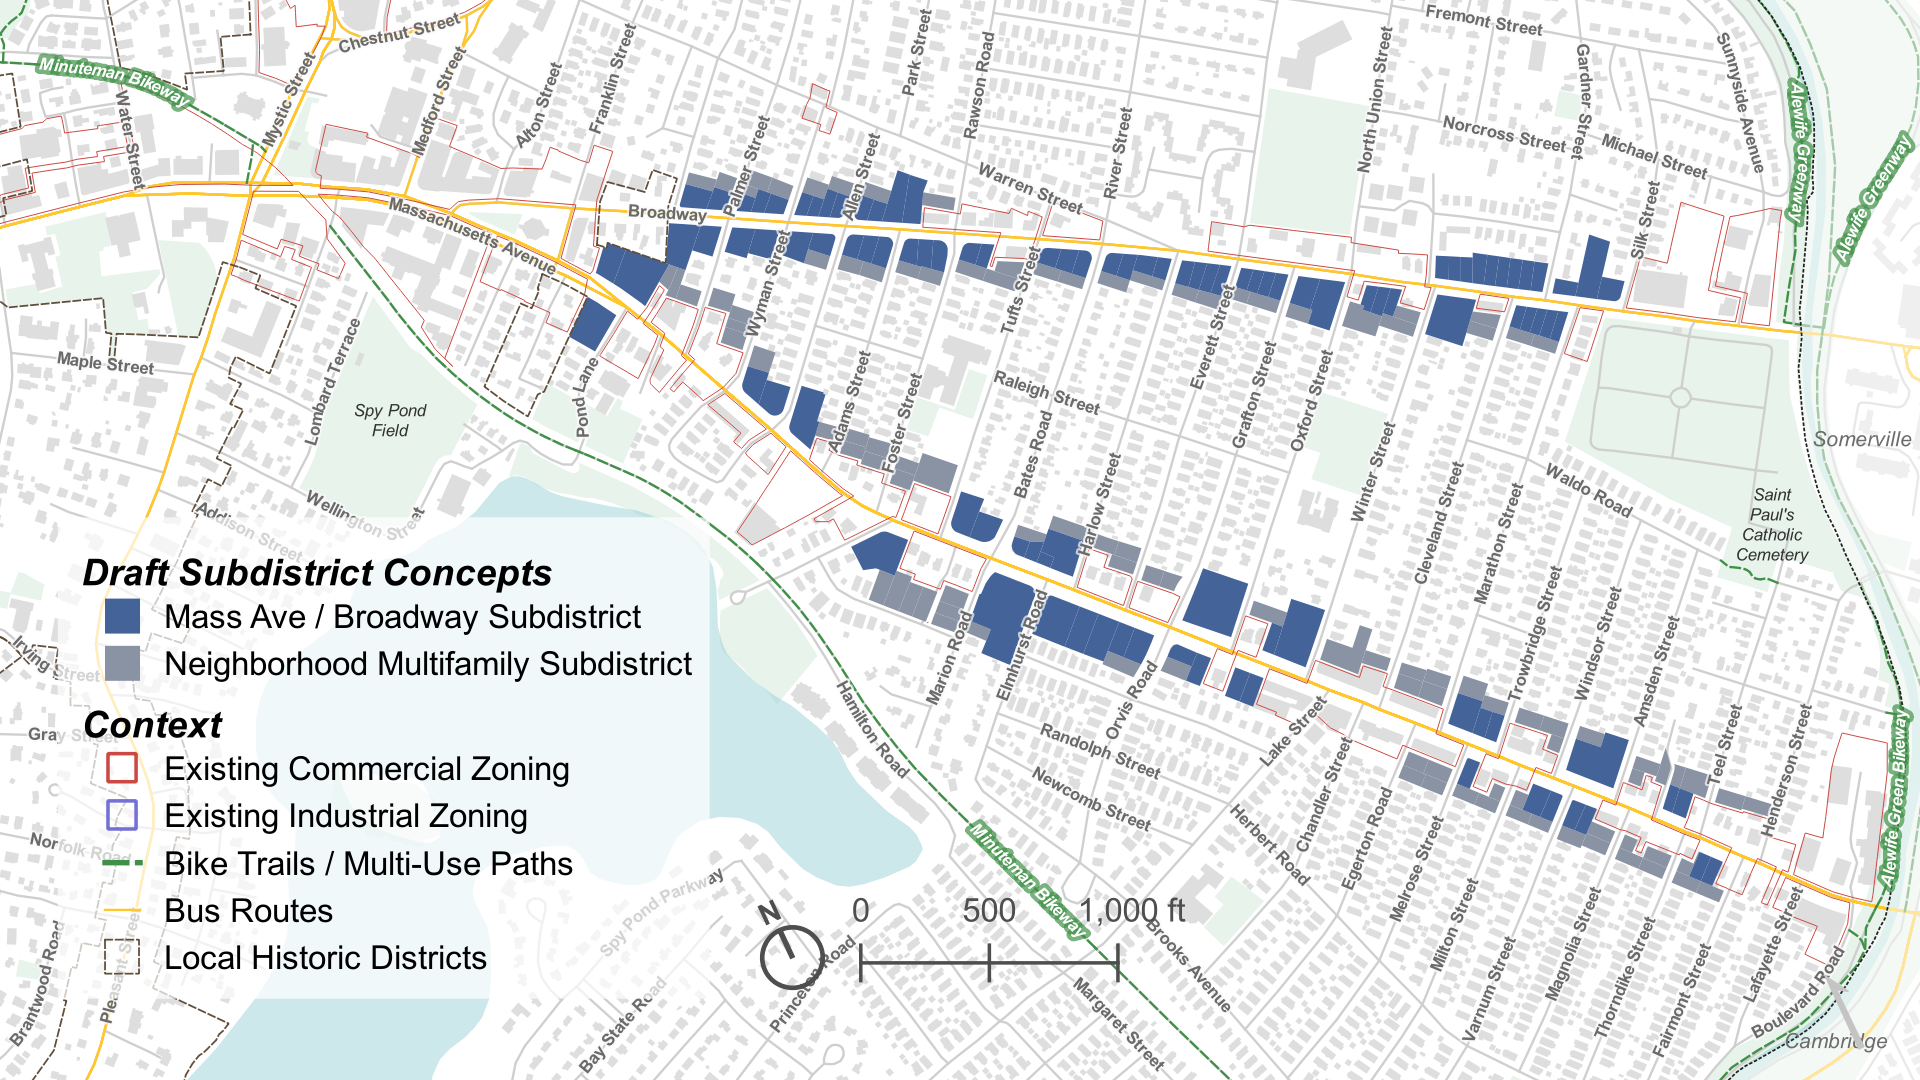 Fremont Street
Chestnut Street
Minuteman Bikeway
Water Street
Mystic Street
Medford Street
Alton Street
Franklin Street
Park Street
Rawson Road
North Union Street
Gardner Street
Sunnyside Avenue
Alewife Greenway
Alewife Greenway
Norcross Street
Michael Street
Palmer Street
Allen Street
Warren Street
River Street
Silk Street
Massachusetts Avenue
Broadway
Wyman Street
Tufts Street
Everett Street
Grafton Street
Oxford Street
Maple Street
Lombard Terrace
Spy Pond
Field
Pond Lane
Adams Street
Foster Street
Raleigh Street
Bates Road
Harlow Street
Winter Street
Cleveland Street
Marathon Street
Waldo Road
Somerville
Saint
Paul's
Catholic
Cemetery
Wellington Street
Addison Street
Draft Subdistrict Concepts
Mass Ave / Broadway Subdistrict
Neighborhood Multifamily Subdistrict
Context
Existing Commercial Zoning
Existing Industrial Zoning
Bike Trails / Multi-Use Paths
Bus Routes
Local Historic Districts
Irving Street
Gray Street
Norfolk Road
Brantwood Road
Pleasant Street
Spy Pond Parkway
Bay State Road
Princeton Road
Hamilton Road
Marion Road
Elmhurst Road
Orvis Road
Randolph Street
Newcomb Street
Lake Street
Chandler Street
Herbert Road
Egerton Road
Melrose Street
Trowbridge Street
Windsor Street
Amsden Street
Teel Street
Henderson Street
Alewife Green Bikeway
Minuteman Bikeway
N
0 500 1,000 ft
Brooks Avenue
Margaret Street
Milton Street
Varnum Street
Magnolia Street
Thorndike Street
Fairmont Street
Lafayette Street
Boulevard Road
Cambridge